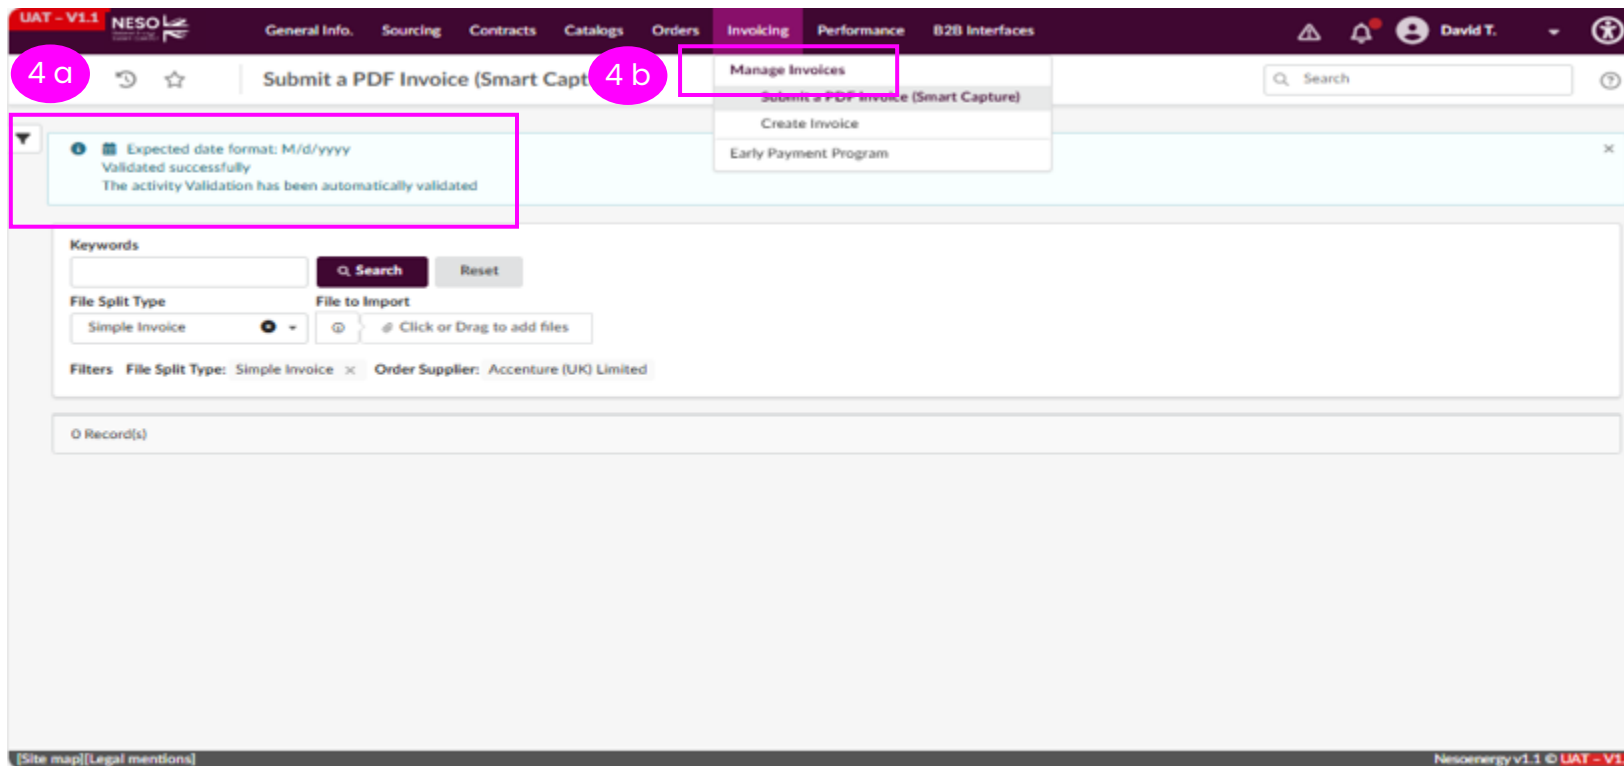 UAT - V1.1
NESO
General Info. Sourcing Contracts Catalogs Orders Invoicing Performance B2B Interfaces David T.
4 a
Submit a PDF Invoice (Smart Capt
4 b
Manage Invoices
Search
Submit a PDF Invoice (Smart Capture)
Create Invoice
Early Payment Program
Expected date format: M/d/yyyy
Validated successfully
The activity Validation has been automatically validated
Keywords
Search Reset
File Split Type File to Import
Simple Invoice Click or Drag to add files
Filters File Split Type: Simple Invoice × Order Supplier: Accenture (UK) Limited
0 Record(s)
[Site map][Legal mentions] Nesoenergy v1.1 © UAT - V1